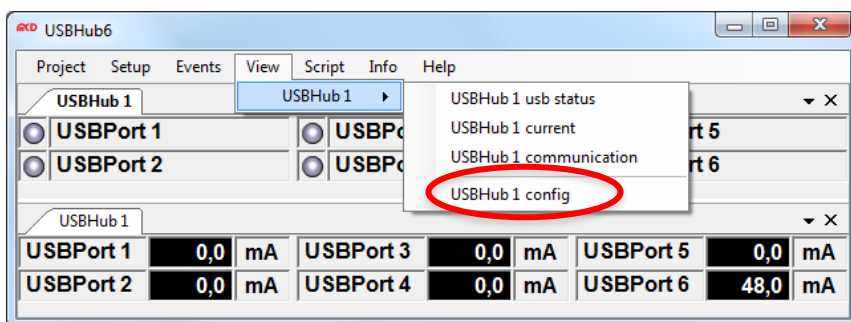 GKD USBHub6
Project Setup Events View Script Info Help
USBHub 1 USBHub 1 USBHub 1 usb status
USBPort 1 USBPo USBHub 1 current rt 5
USBPort 2 USBPo USBHub 1 communication rt 6
USBHub 1 config
USBHub 1
USBPort 1 0,0 mA USBPort 3 0,0 mA USBPort 5 0,0 mA
USBPort 2 0,0 mA USBPort 4 0,0 mA USBPort 6 48,0 mA